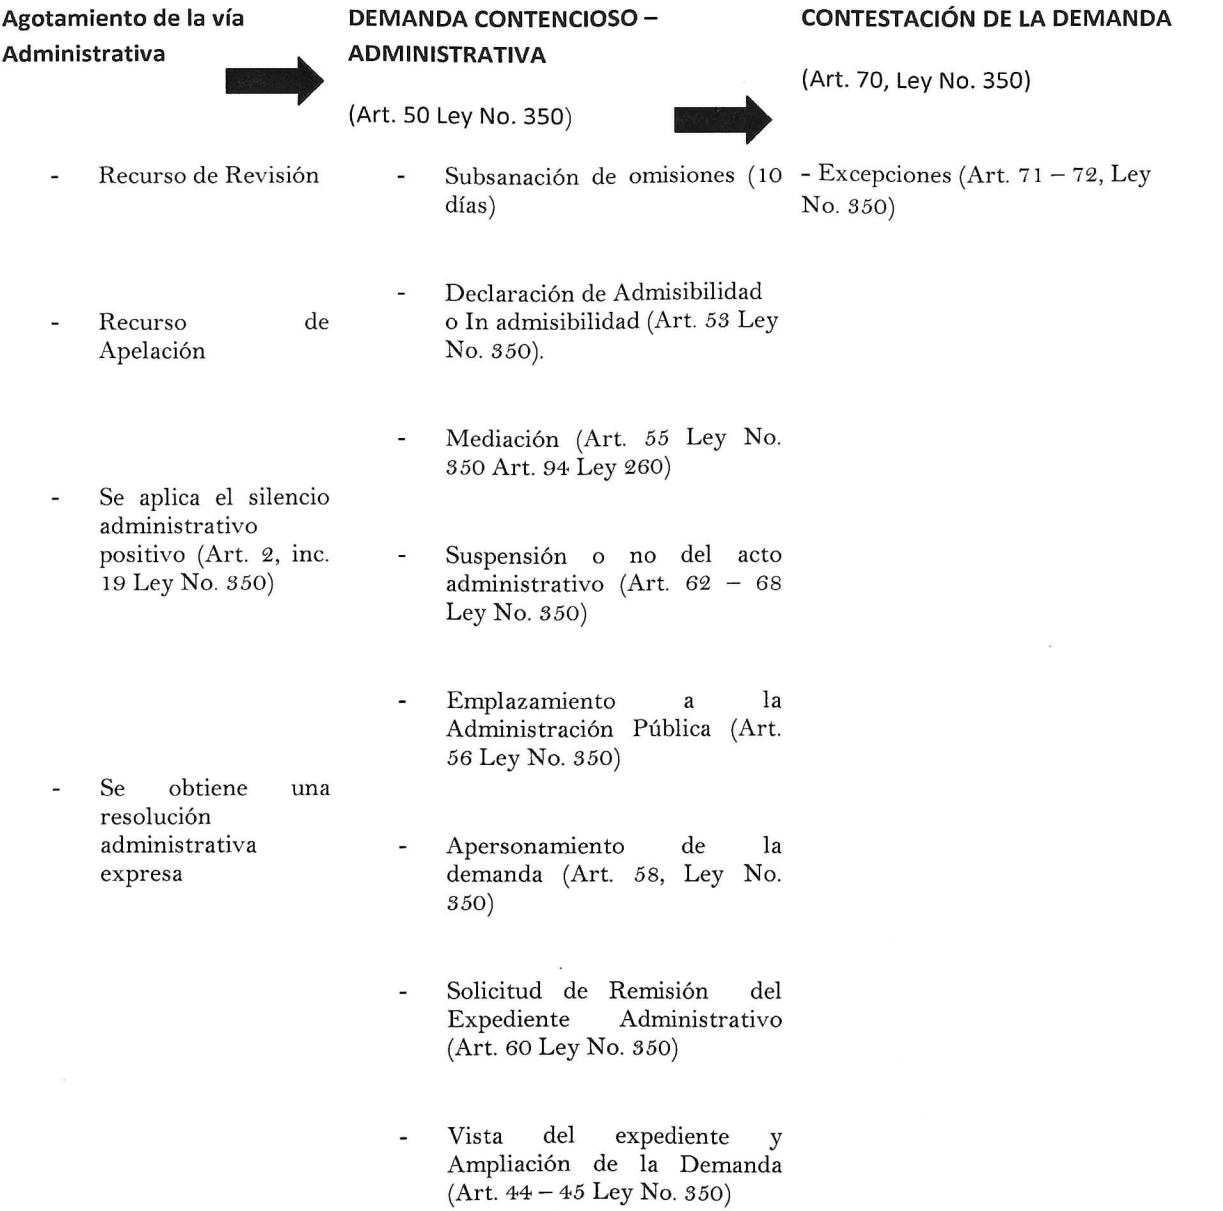 Agotamiento de la vía
Administrativa
- Recurso de Revisión
- Recurso de
Apelación
- Se aplica el silencio
administrativo
positivo (Art. 2, inc.
19 Ley No. 350)
- Se obtiene una
resolución
administrativa
expresa
DEMANDA CONTENCIOSO –
ADMINISTRATIVA
(Art. 50 Ley No. 350)
- Subsanación de omisiones (10
días)
- Declaración de Admisibilidad
o In admisibilidad (Art. 53 Ley
No. 350).
- Mediación (Art. 55 Ley No.
350 Art. 94 Ley 260)
- Suspensión o no del acto
administrativo (Art. 62 – 68
Ley No. 350)
- Emplazamiento a la
Administración Pública (Art.
56 Ley No. 350)
- Apersonamiento de la
demanda (Art. 58, Ley No.
350)
- Solicitud de Remisión del
Expediente Administrativo
(Art. 60 Ley No. 350)
- Vista del expediente y
Ampliación de la Demanda
(Art. 44 – 45 Ley No. 350)
CONTESTACIÓN DE LA DEMANDA
(Art. 70, Ley No. 350)
- Excepciones (Art. 71 – 72, Ley
No. 350)